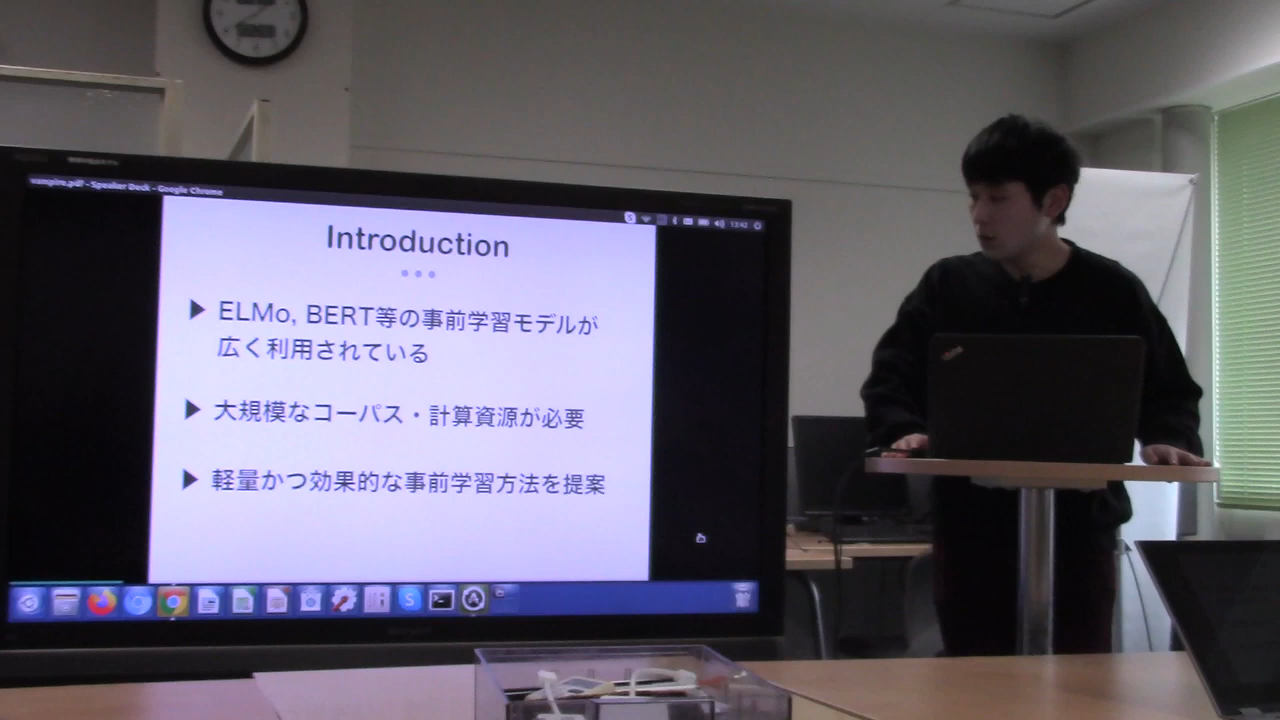 vampire.pdf - Speaker Deck - Google Chrome
13:42
Introduction
▶ ELMo, BERT等の事前学習モデルが
広く利用されている
▶ 大規模なコーパス・計算資源が必要
▶ 軽量かつ効果的な事前学習方法を提案